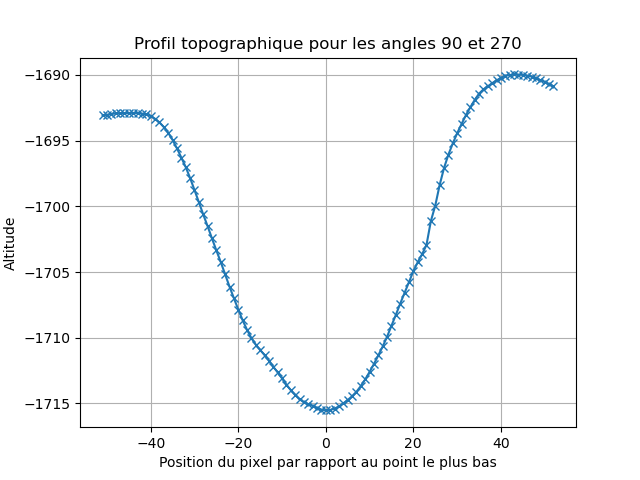 Profil topographique pour les angles 90 et 270
−1690
−1695
−1700
−1705
−1710
−1715
Altitude
−40 −20 0 20 40
Position du pixel par rapport au point le plus bas